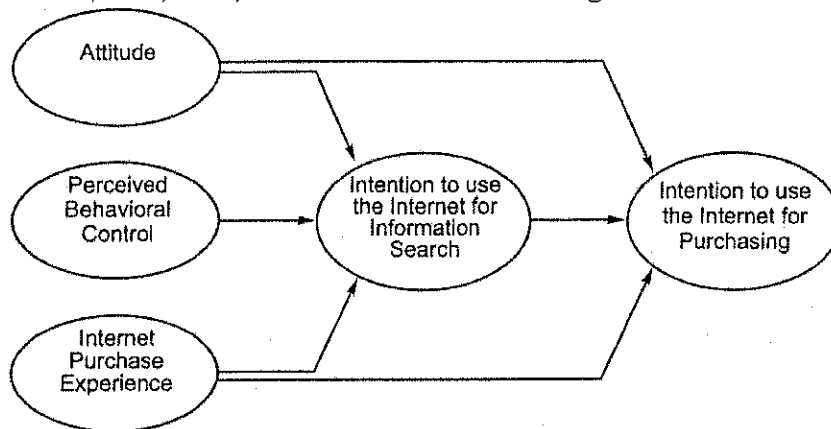 Attitude
Perceived
Behavioral
Control
Intention to use
the Internet for
Information
Search
Intention to use
the Internet for
Purchasing
Internet
Purchase
Experience